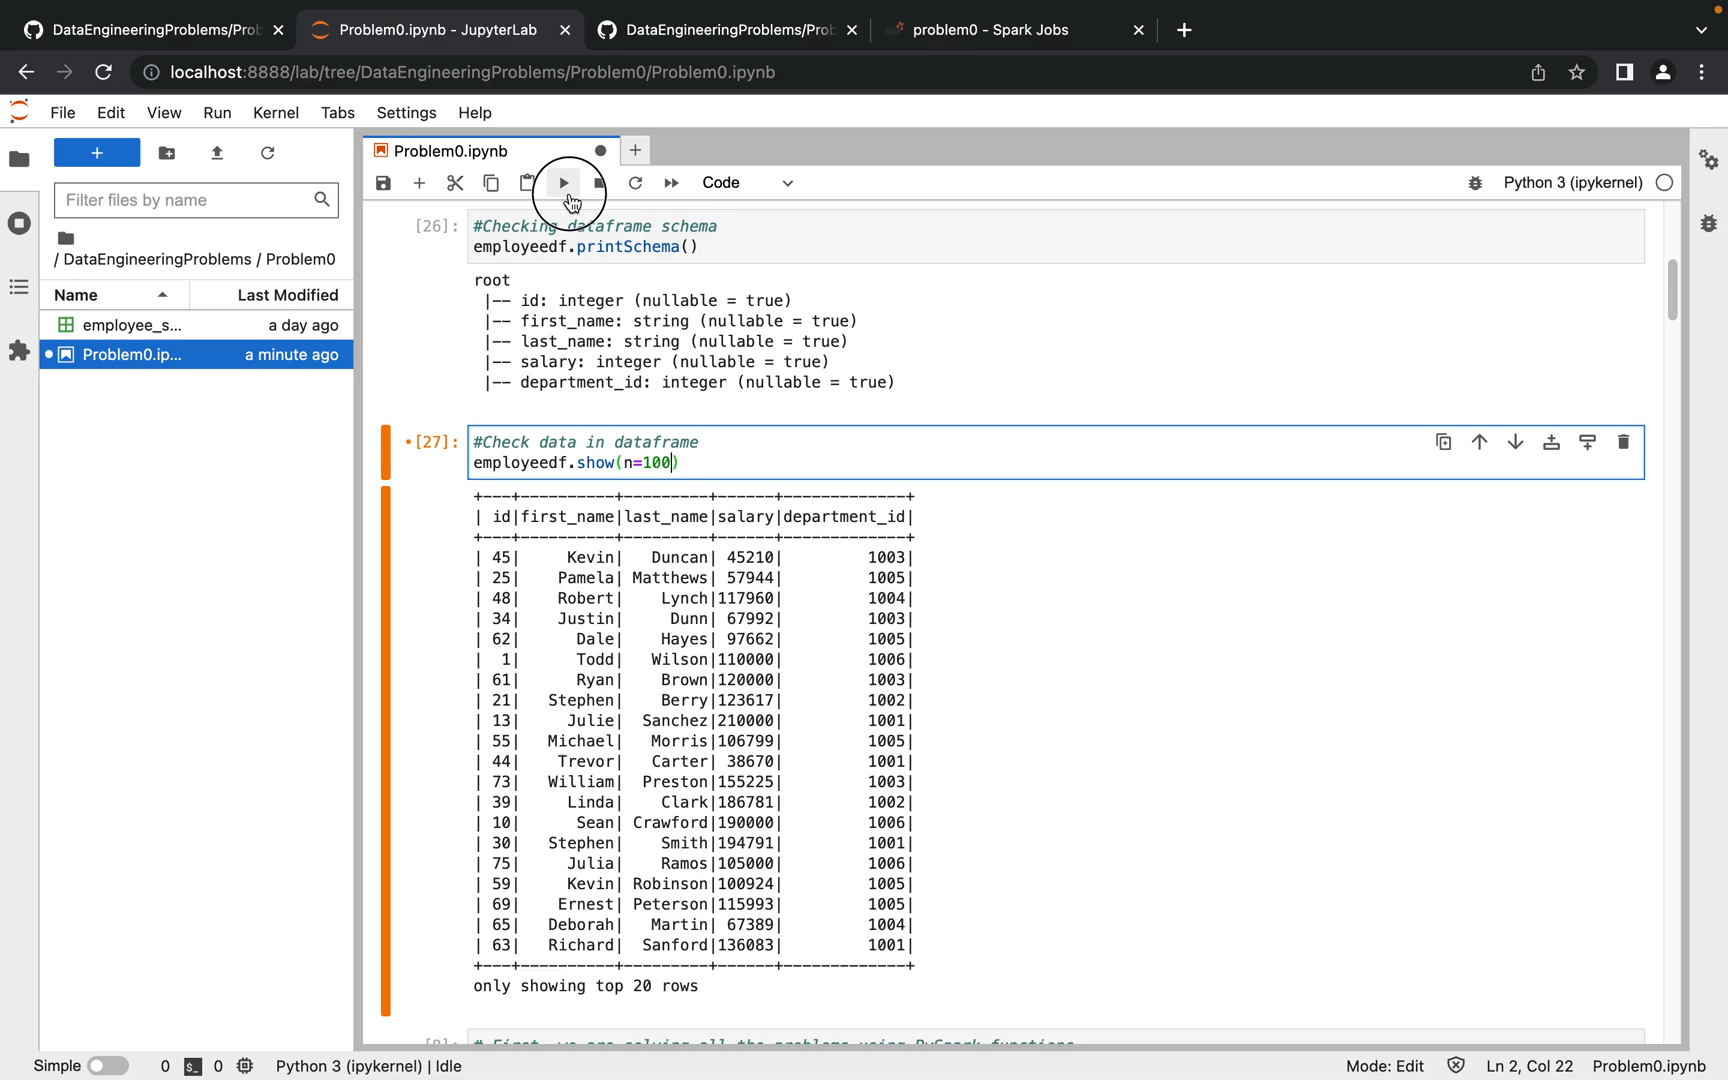 DataEngineeringProblems/Prob
Problem0.ipynb - JupyterLab
DataEngineeringProblems/Prob
problem0 - Spark Jobs
localhost:8888/lab/tree/DataEngineeringProblems/Problem0/Problem0.ipynb
File Edit View Run Kernel Tabs Settings Help
Filter files by name
/ DataEngineeringProblems / Problem0
Name Last Modified
employee_s... a day ago
Problem0.ip... a minute ago
Problem0.ipynb
Code
Python 3 (ipykernel)
[26]: #Checking dataframe schema
employeedf.printSchema()
root
|-- id: integer (nullable = true)
|-- first_name: string (nullable = true)
|-- last_name: string (nullable = true)
|-- salary: integer (nullable = true)
|-- department_id: integer (nullable = true)
•[27]: #Check data in dataframe
employeedf.show(n=100)
+---+----------+---------+------+-------------+
| id|first_name|last_name|salary|department_id|
+---+----------+---------+------+-------------+
| 45|     Kevin|   Duncan| 45210|         1003|
| 25|    Pamela| Matthews| 57944|         1005|
| 48|    Robert|    Lynch|117960|         1004|
| 34|    Justin|     Dunn| 67992|         1003|
| 62|      Dale|    Hayes| 97662|         1005|
|  1|      Todd|   Wilson|110000|         1006|
| 61|      Ryan|    Brown|120000|         1003|
| 21|   Stephen|    Berry|123617|         1002|
| 13|     Julie|  Sanchez|210000|         1001|
| 55|   Michael|   Morris|106799|         1005|
| 44|    Trevor|   Carter| 38670|         1001|
| 73|   William|  Preston|155225|         1003|
| 39|     Linda|    Clark|186781|         1002|
| 10|      Sean| Crawford|190000|         1006|
| 30|   Stephen|    Smith|194791|         1001|
| 75|     Julia|    Ramos|105000|         1006|
| 59|     Kevin| Robinson|100924|         1005|
| 69|    Ernest| Peterson|115993|         1005|
| 65|   Deborah|   Martin| 67389|         1004|
| 63|   Richard|  Sanford|136083|         1001|
+---+----------+---------+------+-------------+
only showing top 20 rows
# First, we are solving all the problems using PySpark functions
Simple 0 $_ 0 Python 3 (ipykernel) | Idle
Mode: Edit Ln 2, Col 22 Problem0.ipynb